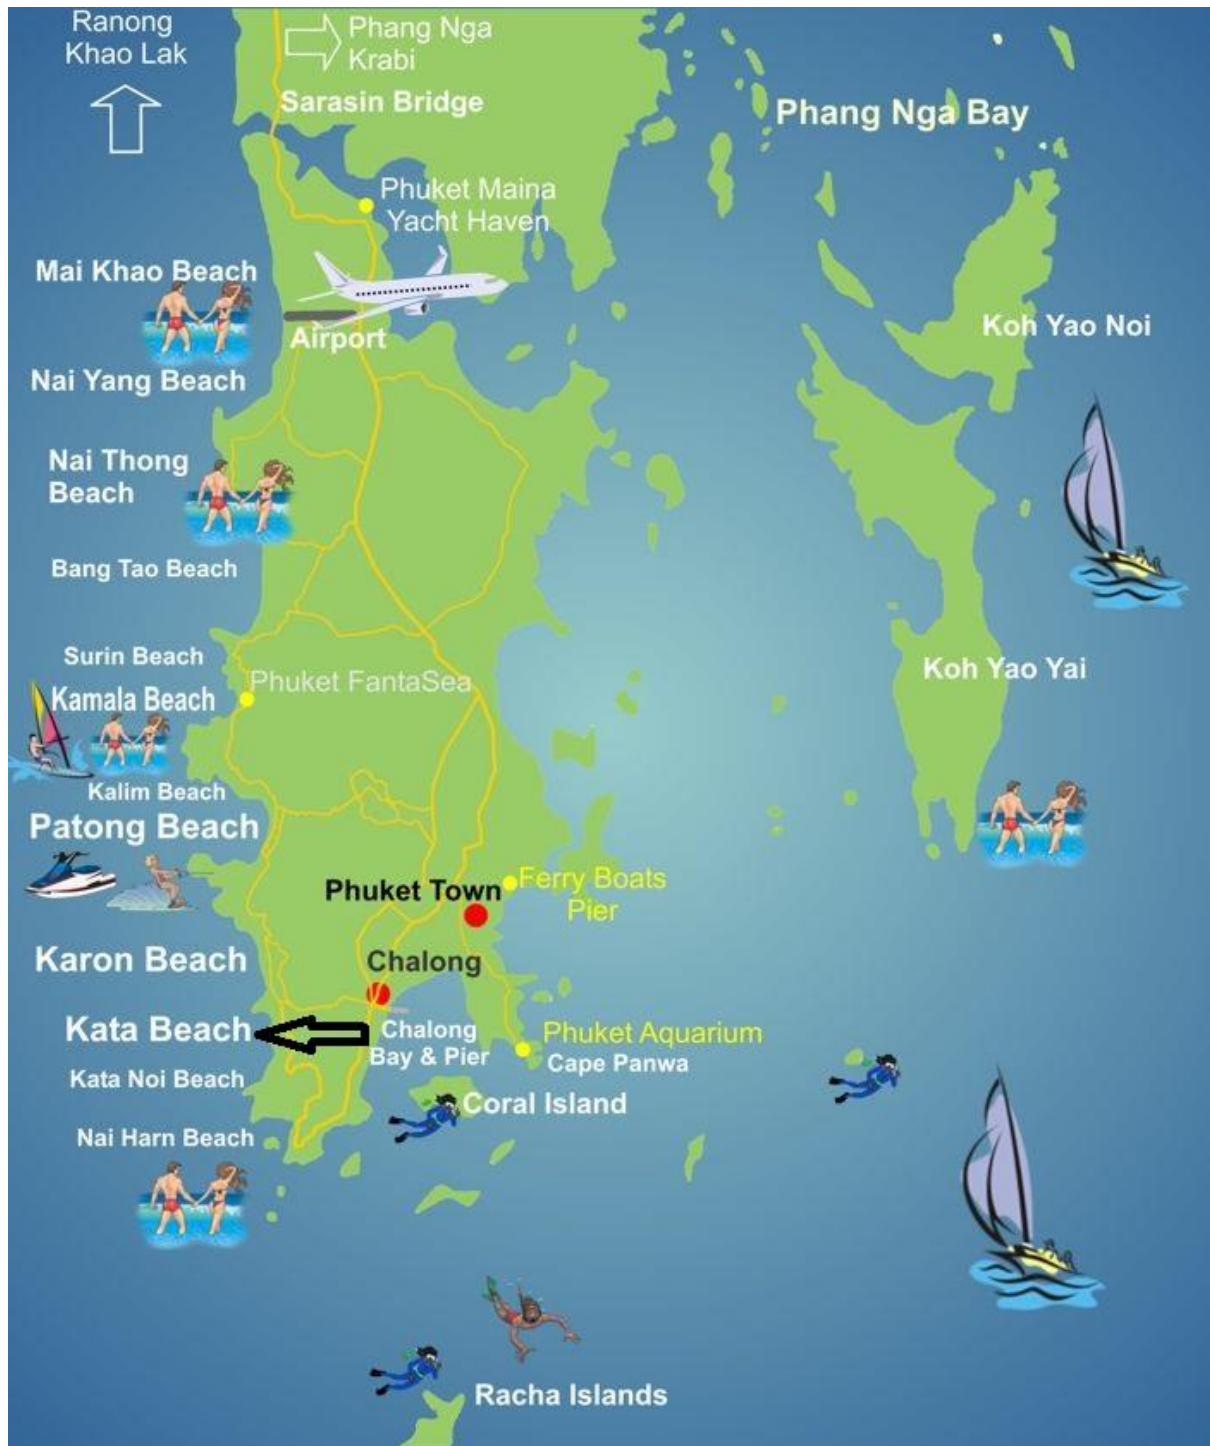 Ranong
Khao Lak
Phang Nga
Krabi
Sarasin Bridge
Phang Nga Bay
Phuket Maina
Yacht Haven
Mai Khao Beach
Airport
Koh Yao Noi
Nai Yang Beach
Nai Thong
Beach
Bang Tao Beach
Surin Beach
Koh Yao Yai
Phuket FantaSea
Kamala Beach
Kalim Beach
Patong Beach
Phuket Town
Ferry Boats
Pier
Karon Beach
Chalong
Kata Beach
Chalong
Bay & Pier
Phuket Aquarium
Cape Panwa
Kata Noi Beach
Coral Island
Nai Harn Beach
Racha Islands